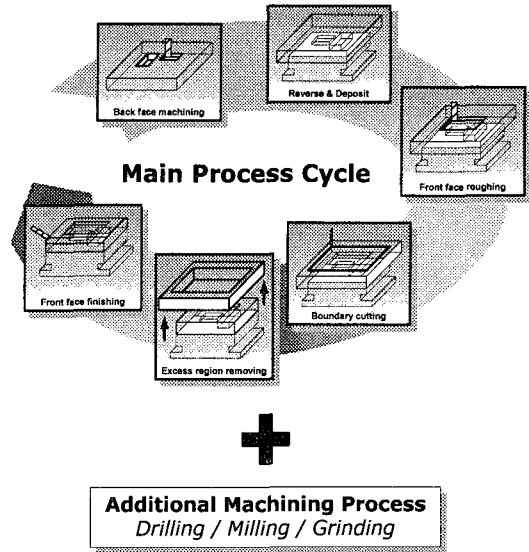 Back face machining
Reverse & Deposit
Front face roughing
Main Process Cycle
Front face finishing
Boundary cutting
Excess region removing
Additional Machining Process
Drilling / Milling / Grinding